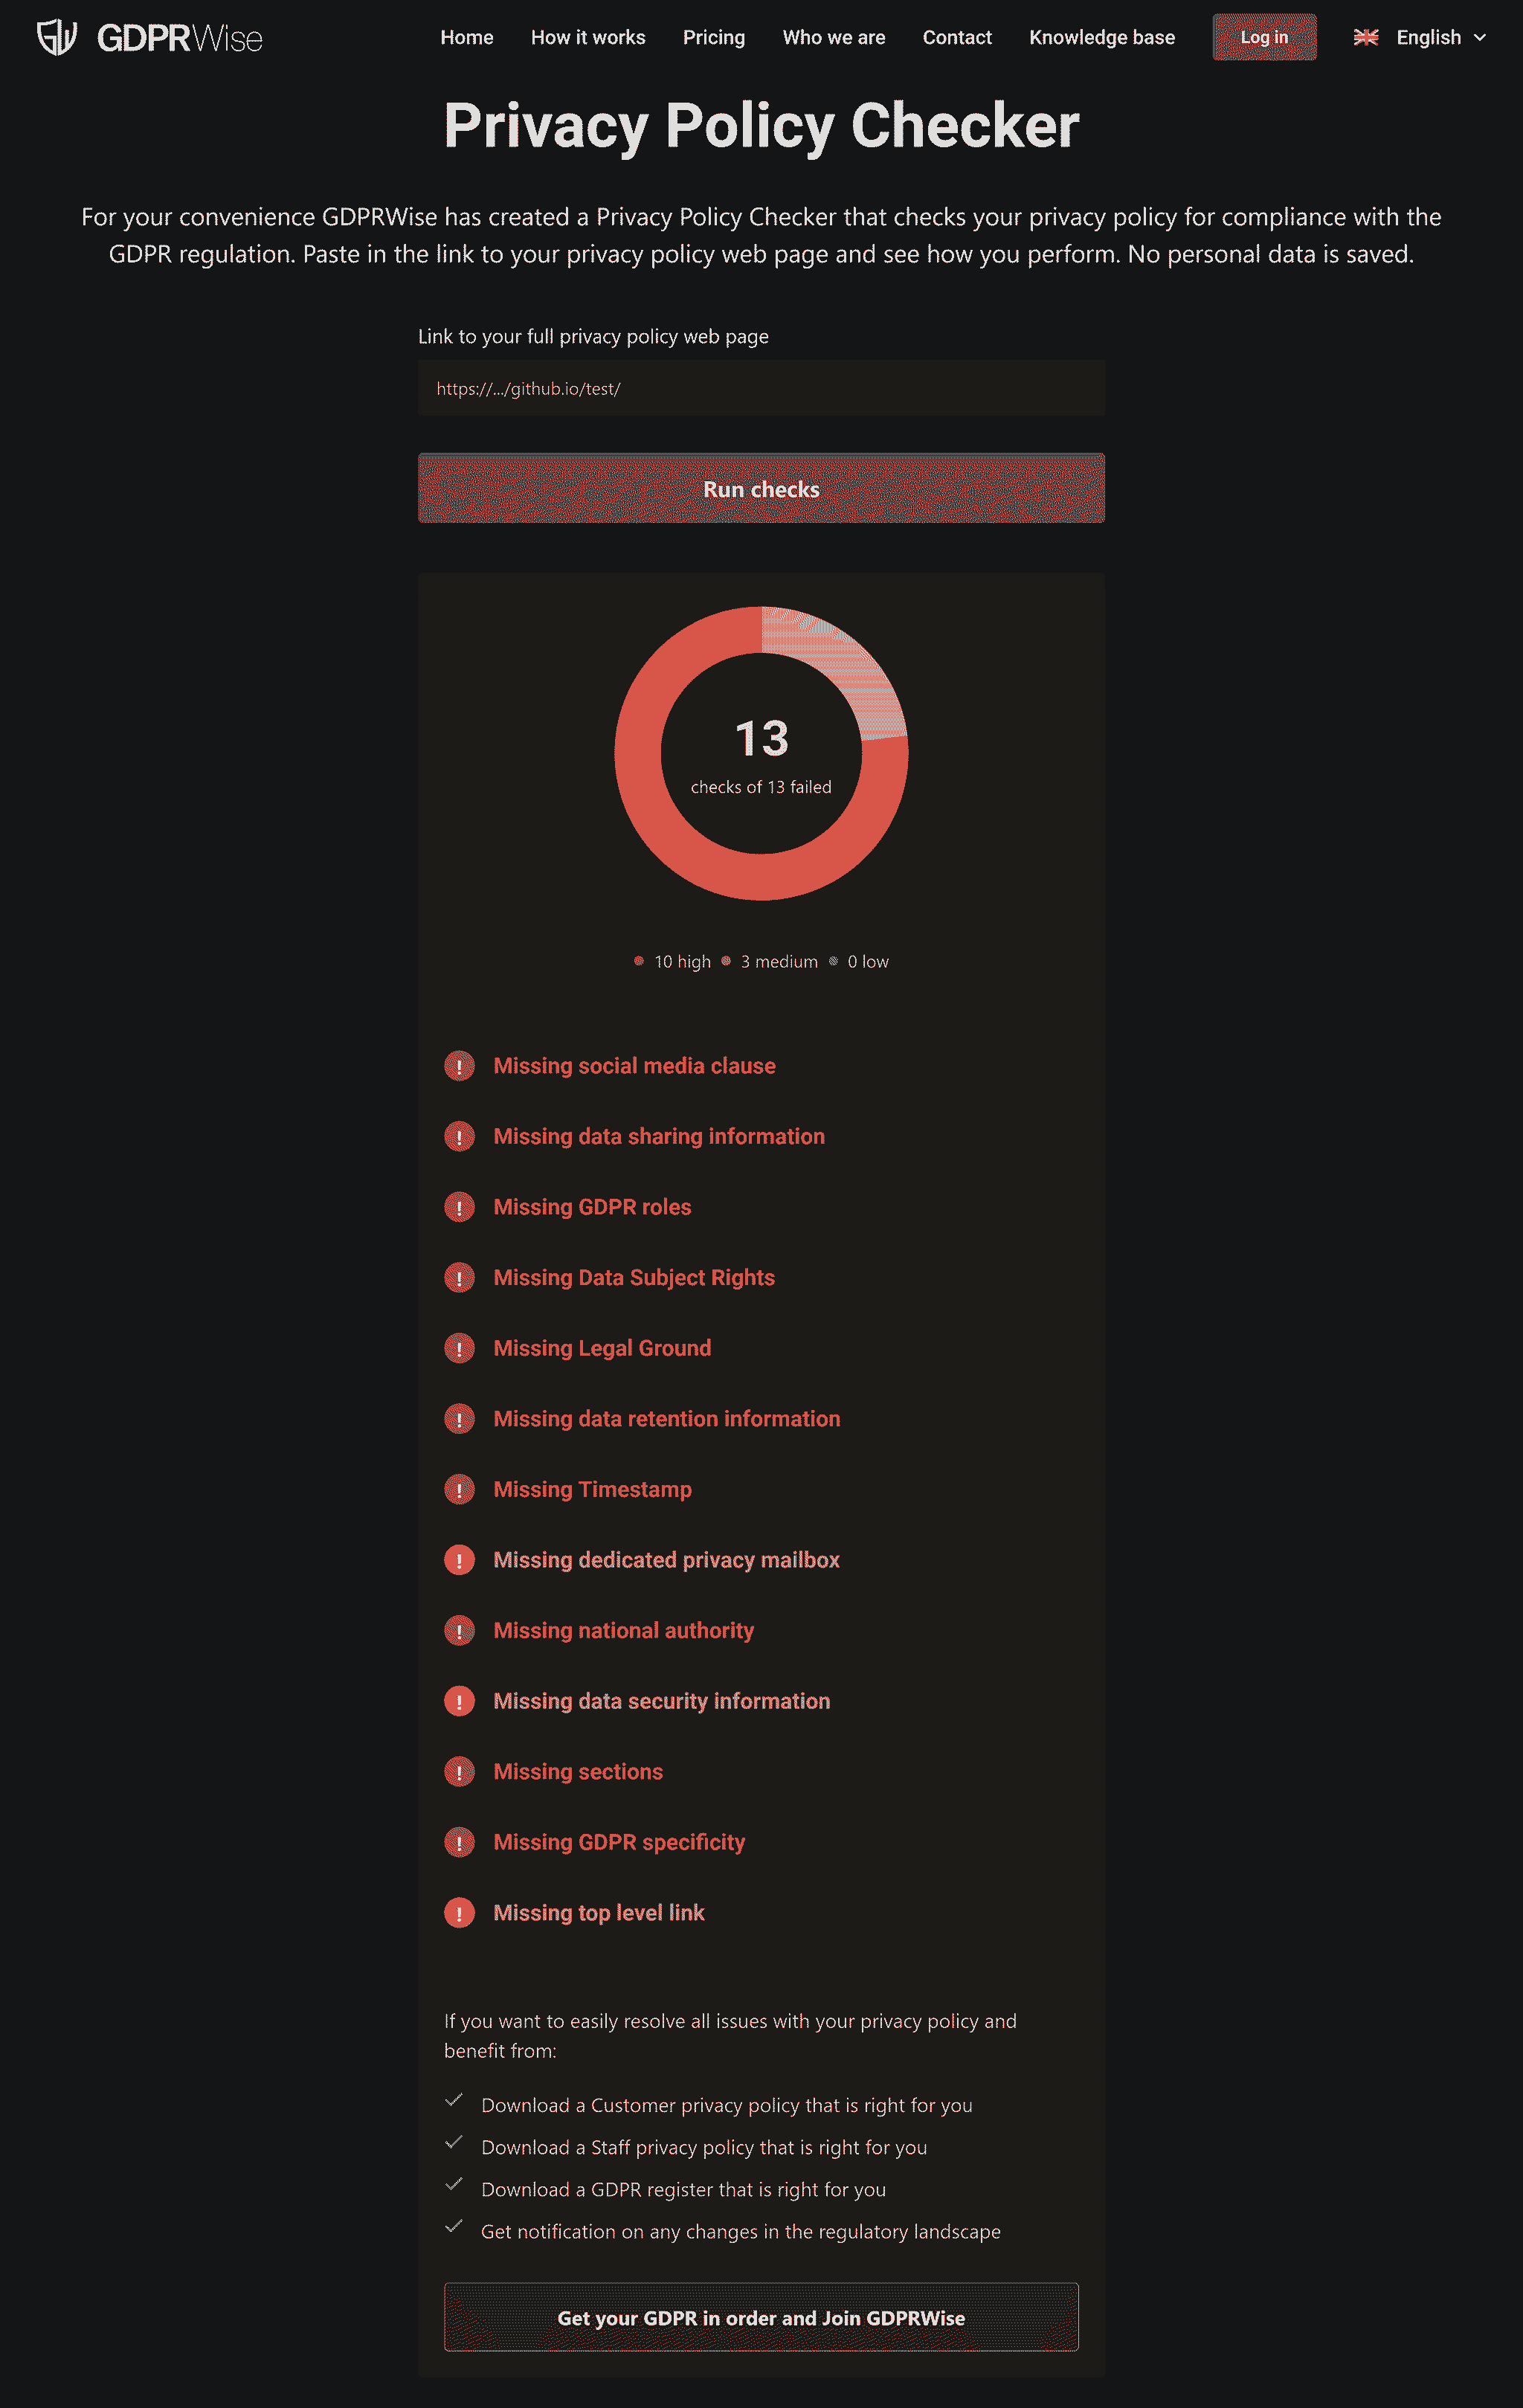 GDPRWise
Home How it works Pricing Who we are Contact Knowledge base Log in English
Privacy Policy Checker
For your convenience GDPRWise has created a Privacy Policy Checker that checks your privacy policy for compliance with the
GDPR regulation. Paste in the link to your privacy policy web page and see how you perform. No personal data is saved.
Link to your full privacy policy web page
https://.../github.io/test/
Run checks
13
checks of 13 failed
10 high 3 medium 0 low
! Missing social media clause
! Missing data sharing information
! Missing GDPR roles
! Missing Data Subject Rights
! Missing Legal Ground
! Missing data retention information
! Missing Timestamp
! Missing dedicated privacy mailbox
! Missing national authority
! Missing data security information
! Missing sections
! Missing GDPR specificity
! Missing top level link
If you want to easily resolve all issues with your privacy policy and
benefit from:
Download a Customer privacy policy that is right for you
Download a Staff privacy policy that is right for you
Download a GDPR register that is right for you
Get notification on any changes in the regulatory landscape
Get your GDPR in order and Join GDPRWise